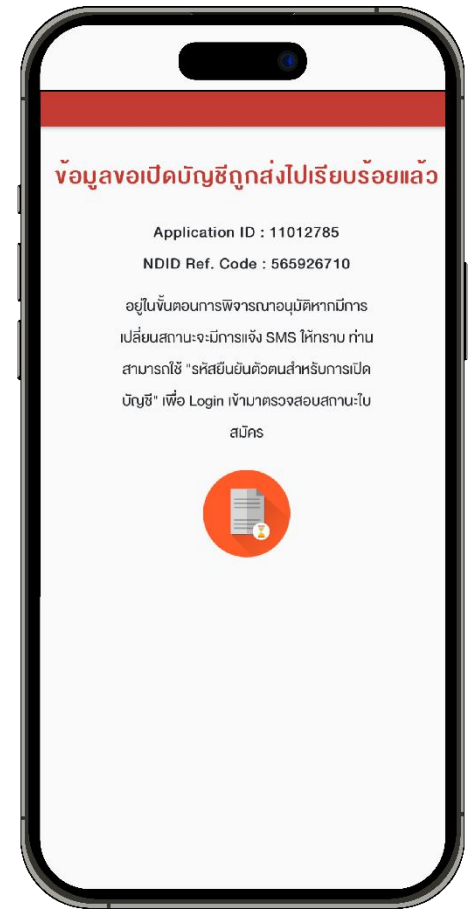 ข้อมูลขอเปิดบัญชีถูกส่งไปเรียบร้อยแล้ว
Application ID : 11012785
NDID Ref. Code : 565926710
อยู่ในขั้นตอนการพิจารณาอนุมัติหากมีการ
เปลี่ยนสถานะจะมีการแจ้ง SMS ให้ทราบ ท่าน
สามารถใช้ "รหัสยืนยันตัวตนสำหรับการเปิด
บัญชี" เพื่อ Login เข้ามาตรวจสอบสถานะใบ
สมัคร